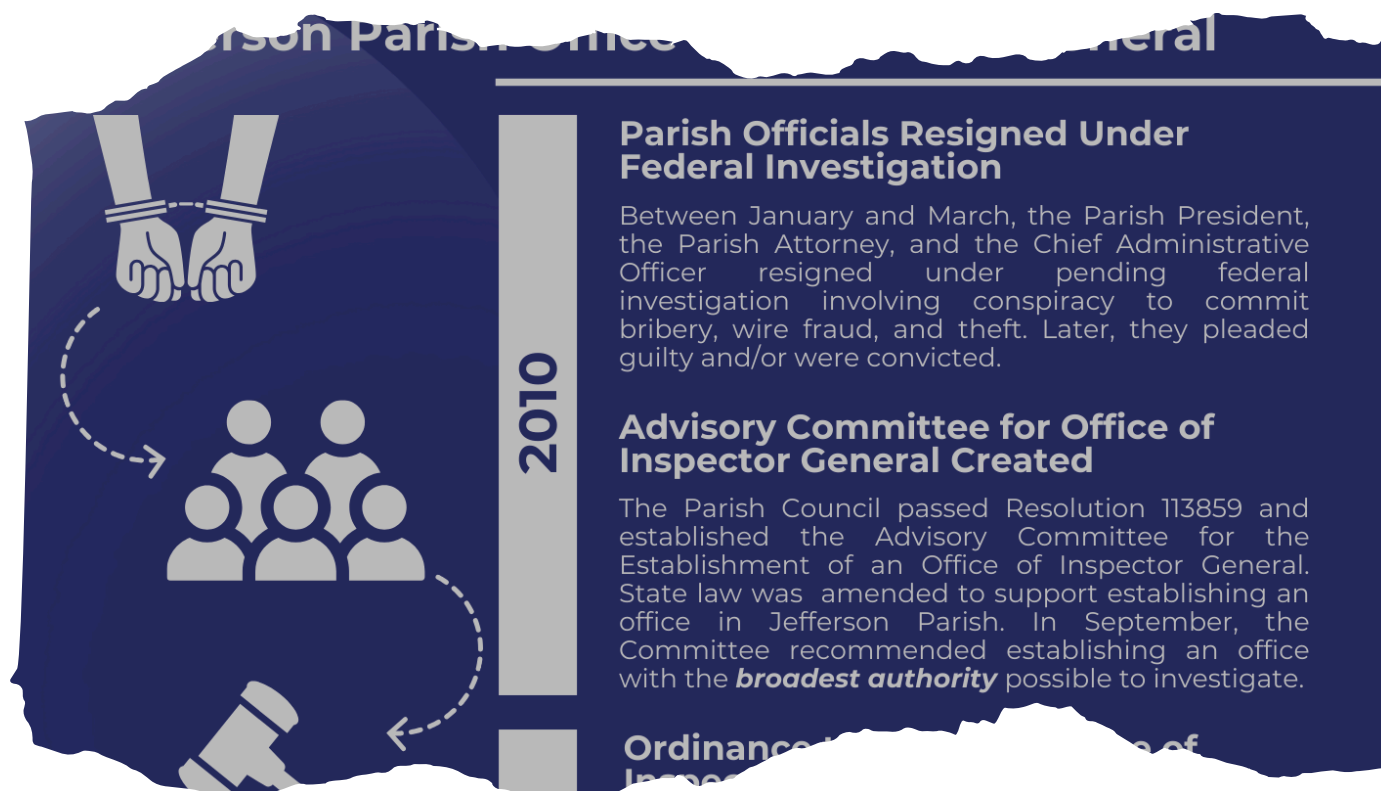 Parish
2010
Parish Officials Resigned Under
Federal Investigation
Between January and March, the Parish President,
the Parish Attorney, and the Chief Administrative
Officer resigned under pending federal
investigation involving conspiracy to commit
bribery, wire fraud, and theft. Later, they pleaded
guilty and/or were convicted.
Advisory Committee for Office of
Inspector General Created
The Parish Council passed Resolution 113859 and
established the Advisory Committee for the
Establishment of an Office of Inspector General.
State law was amended to support establishing an
office in Jefferson Parish. In September, the
Committee recommended establishing an office
with the broadest authority possible to investigate.
Ordinance of